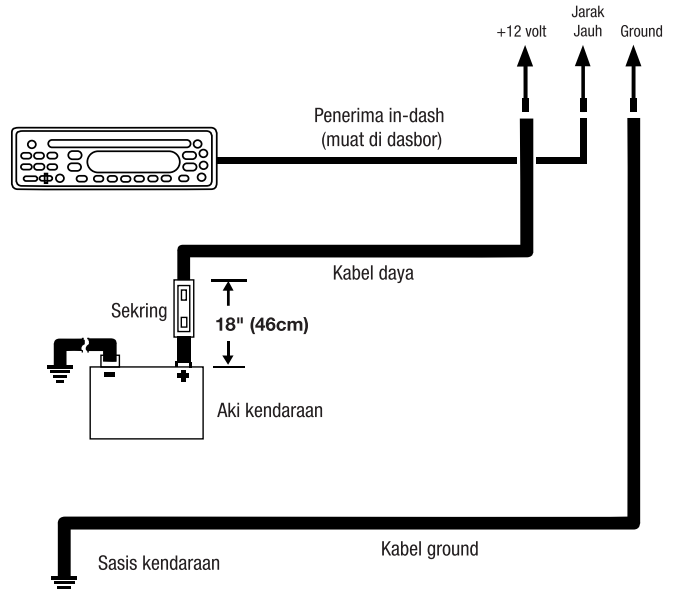 Jarak
+12 volt Jauh Ground
Penerima in-dash
(muat di dasbor)
Kabel daya
Sekring
18" (46cm)
Aki kendaraan
Kabel ground
Sasis kendaraan